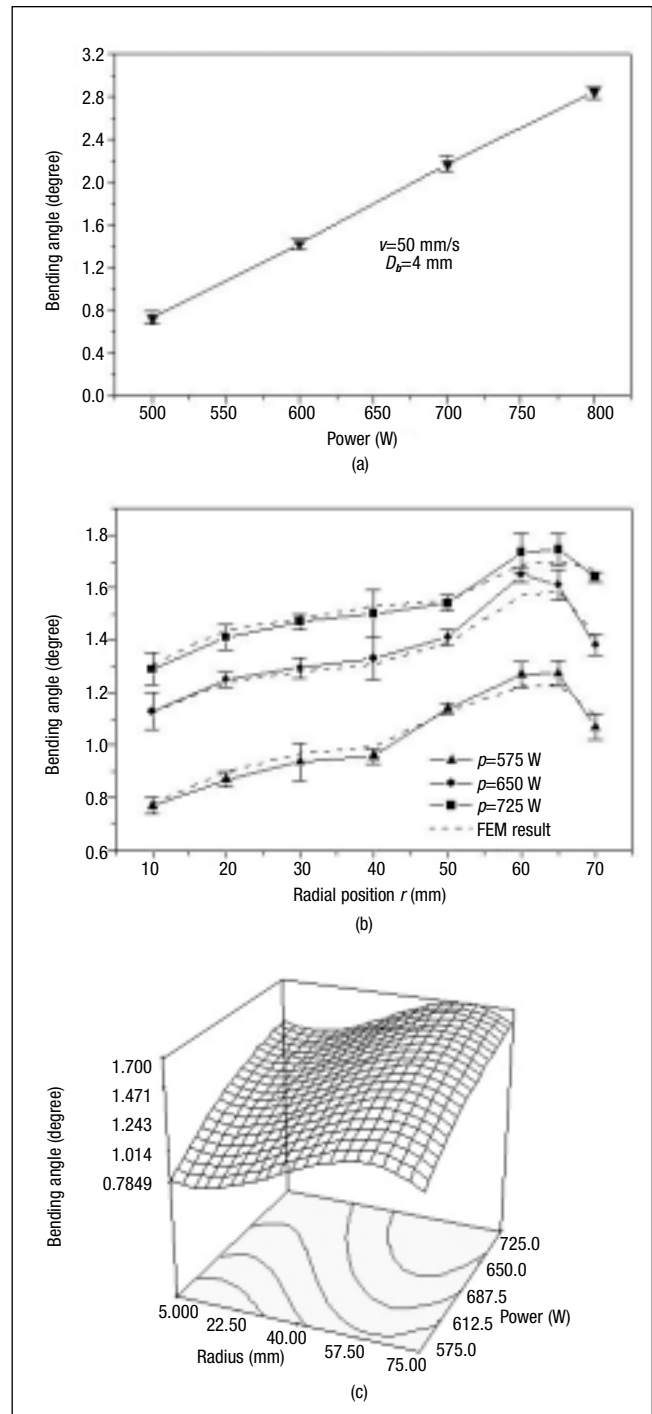 3.2
2.8
2.4
2.0
1.6
1.2
0.8
0.4
0.0
Bending angle (degree)
v=50 mm/s
D_b=4 mm
500 550 600 650 700 750 800
Power (W)
(a)
1.8
1.6
1.4
1.2
1.0
0.8
0.6
Bending angle (degree)
p=575 W
p=650 W
p=725 W
FEM result
10 20 30 40 50 60 70
Radial position r (mm)
(b)
1.700
1.471
1.243
1.014
0.7849
Bending angle (degree)
725.0
650.0
687.5
612.5
575.0
Power (W)
5.000
22.50
40.00
57.50
75.00
Radius (mm)
(c)